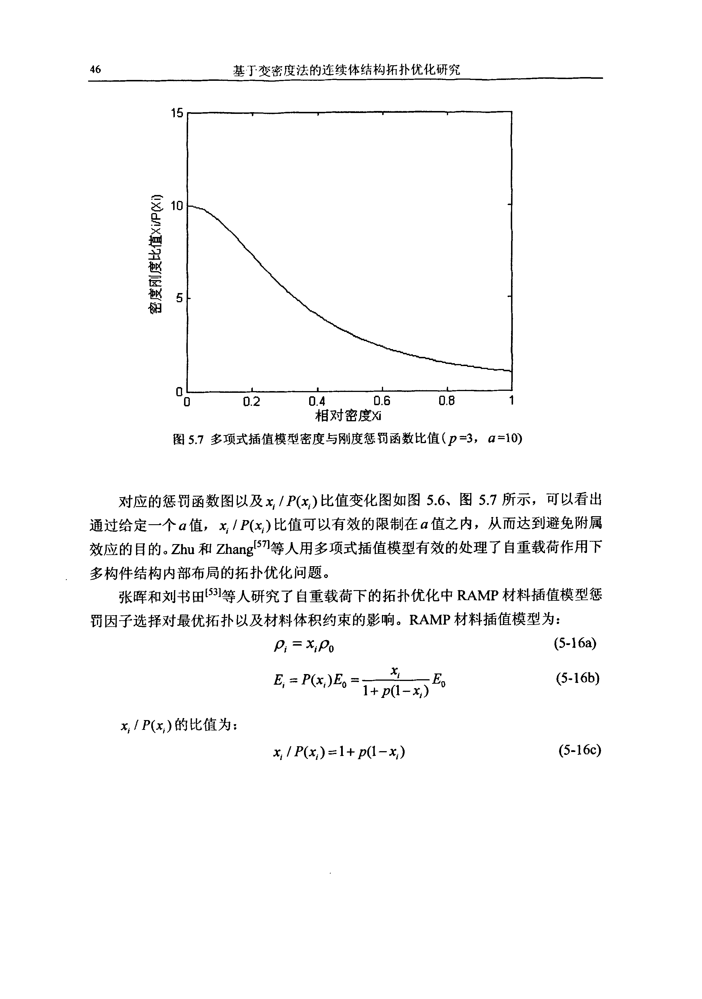 46 基于变密度法的连续体结构拓扑优化研究
15
10
5
0
密度刚度比值Xi/P(Xi)
0 0.2 0.4 0.6 0.8 1
相对密度Xi
图 5.7 多项式插值模型密度与刚度惩罚函数比值(p=3, a=10)
对应的惩罚函数图以及 x_i / P(x_i) 比值变化图如图 5.6、图 5.7 所示，可以看出
通过给定一个 a 值， x_i / P(x_i) 比值可以有效的限制在 a 值之内，从而达到避免附属
效应的目的。Zhu 和 Zhang[57]等人用多项式插值模型有效的处理了自重载荷作用下
多构件结构内部布局的拓扑优化问题。
张晖和刘书田[53]等人研究了自重载荷下的拓扑优化中 RAMP 材料插值模型惩
罚因子选择对最优拓扑以及材料体积约束的影响。RAMP 材料插值模型为：
ρ_i = x_i ρ_0 (5-16a)
E_i = P(x_i)E_0 = x_i / (1 + p(1 − x_i)) E_0 (5-16b)
x_i / P(x_i) 的比值为：
x_i / P(x_i) = 1 + p(1 − x_i) (5-16c)